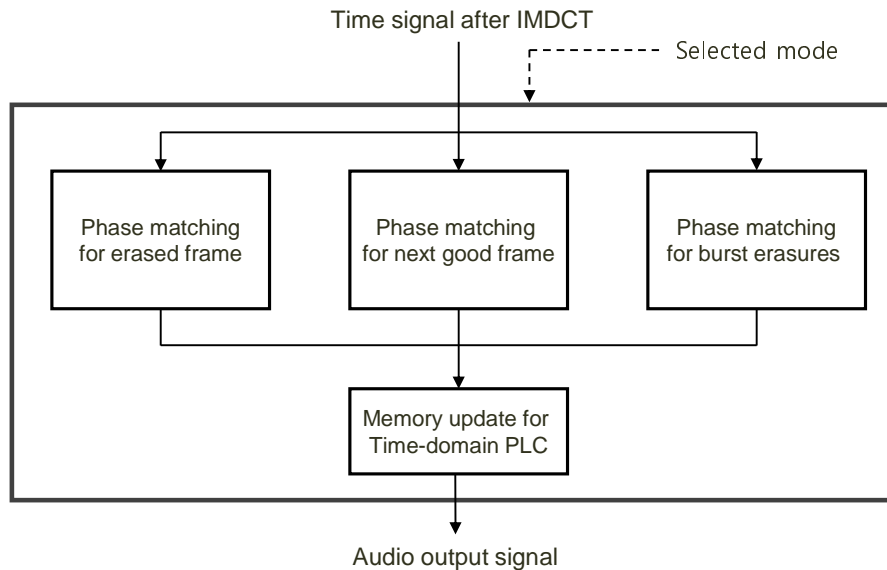 Time signal after IMDCT
Selected mode
Phase matching
for erased frame
Phase matching
for next good frame
Phase matching
for burst erasures
Memory update for
Time-domain PLC
Audio output signal